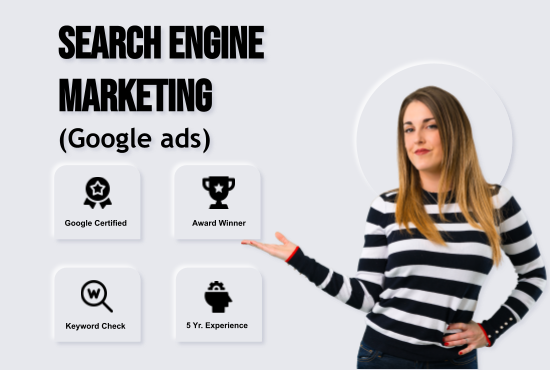 SEARCH ENGINE
MARKETING
(Google ads)
Google Certified
Award Winner
W
Keyword Check
5 Yr. Experience